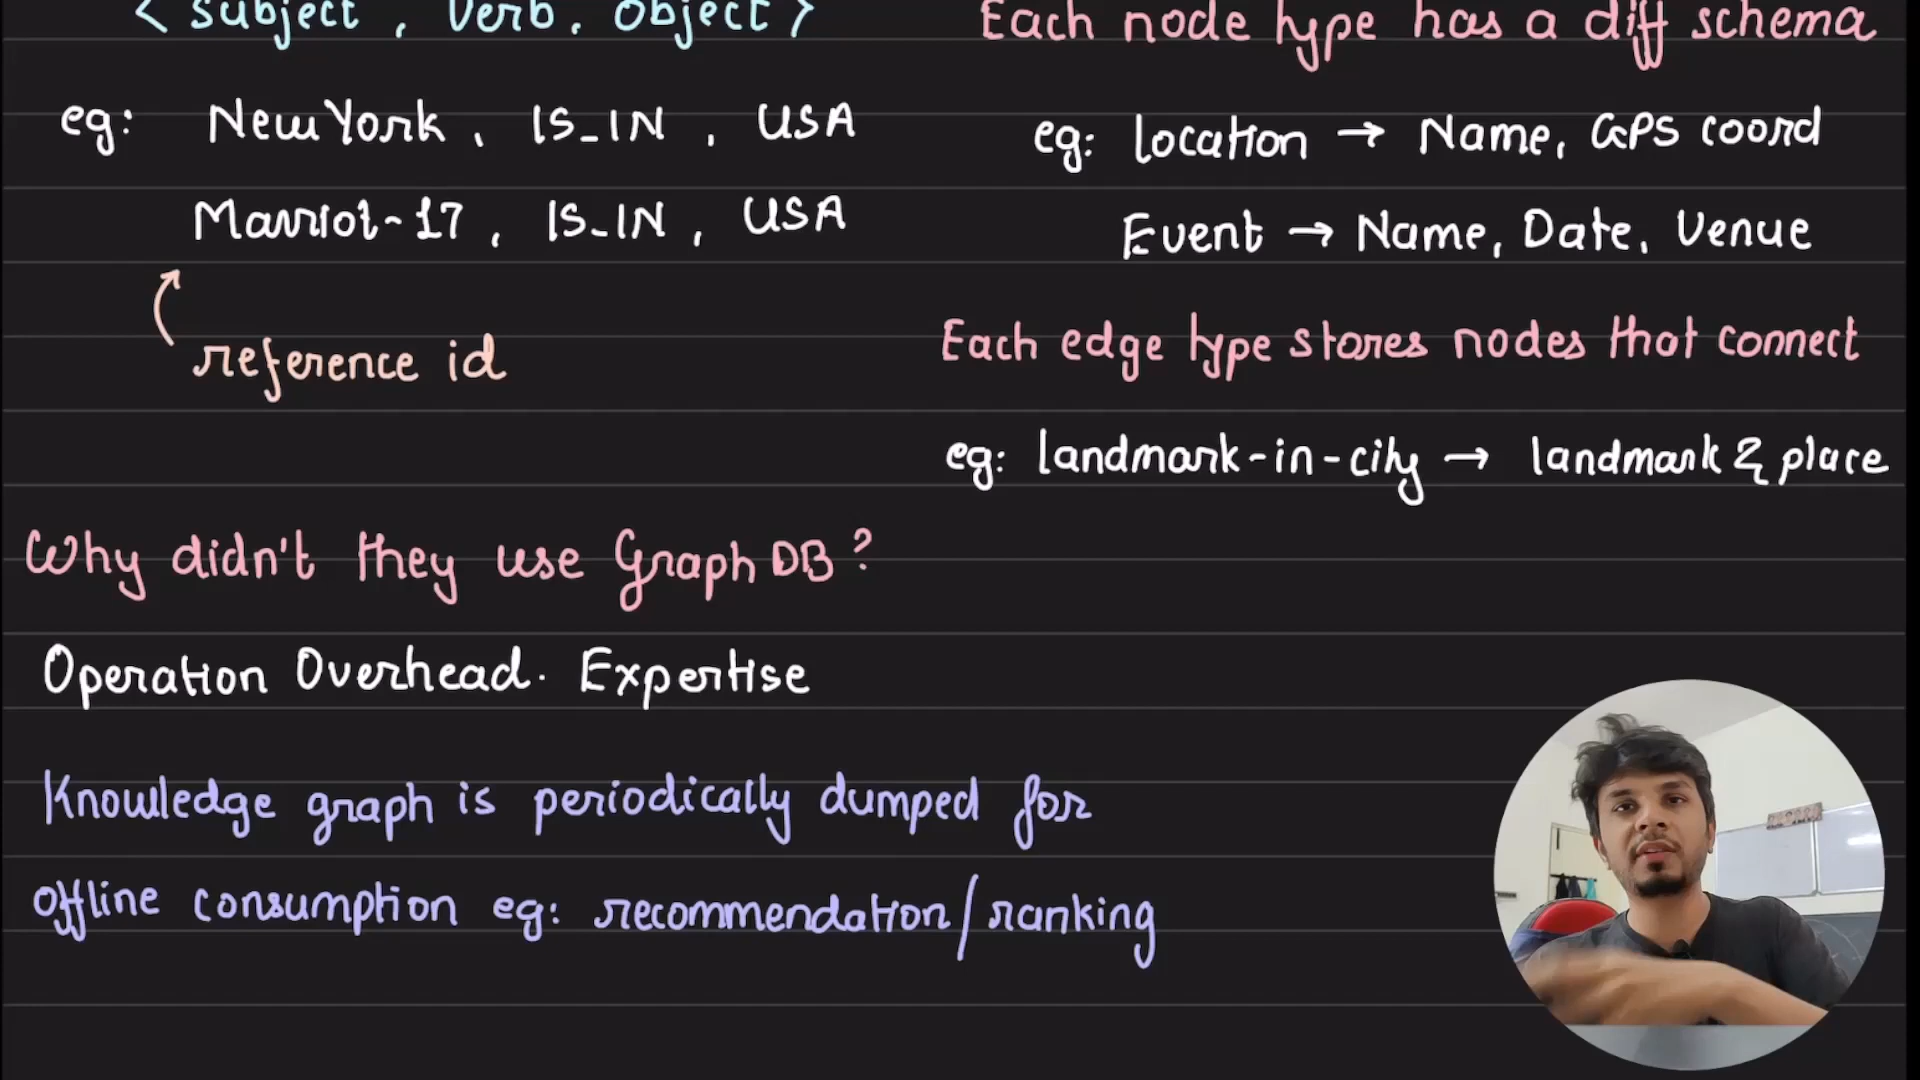 < subject , verb , object >
eg: NewYork , IS_IN , USA
Marriot-17 , IS_IN , USA
reference id
Each node type has a diff schema
eg: location → Name, GPS coord
Event → Name, Date, Venue
Each edge type stores nodes that connect
eg: landmark-in-city → landmark & place
Why didn't they use Graph DB?
Operation Overhead. Expertise
Knowledge graph is periodically dumped for
offline consumption eg: recommendation/ranking